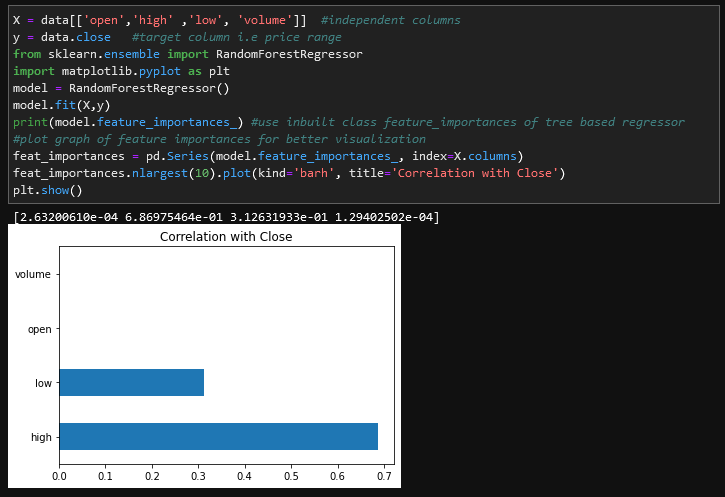 X = data[['open','high' ,'low', 'volume']]  #independent columns
y = data.close   #target column i.e price range
from sklearn.ensemble import RandomForestRegressor
import matplotlib.pyplot as plt
model = RandomForestRegressor()
model.fit(X,y)
print(model.feature_importances_) #use inbuilt class feature_importances of tree based regressor
#plot graph of feature importances for better visualization
feat_importances = pd.Series(model.feature_importances_, index=X.columns)
feat_importances.nlargest(10).plot(kind='barh', title='Correlation with Close')
plt.show()
[2.63200610e-04 6.86975464e-01 3.12631933e-01 1.29402502e-04]
Correlation with Close
volume
open
low
high
0.0 0.1 0.2 0.3 0.4 0.5 0.6 0.7